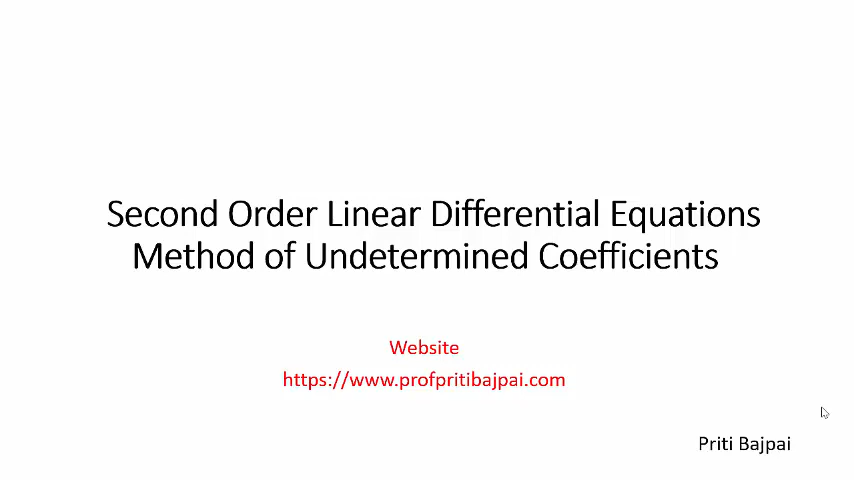 Second Order Linear Differential Equations
Method of Undetermined Coefficients
Website
https://www.profpritibajpai.com
Priti Bajpai